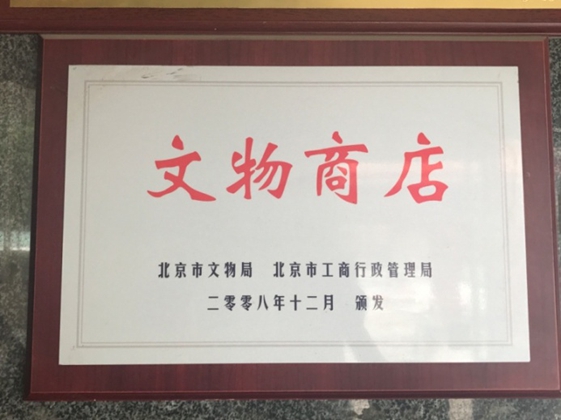 文物商店
北京市文物局 北京市工商行政管理局
二零零八年十二月 颁发